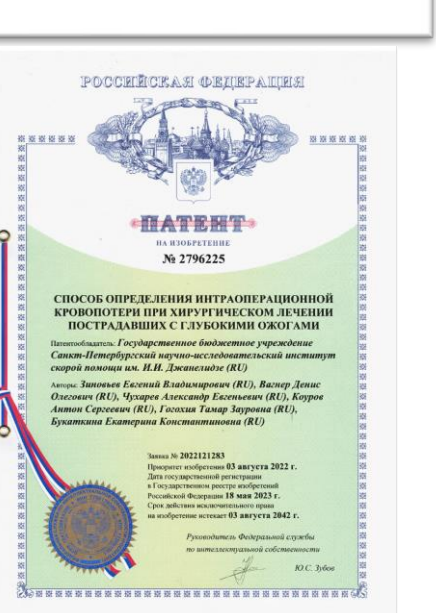 РОССИЙСКАЯ ФЕДЕРАЦИЯ
ПАТЕНТ
НА ИЗОБРЕТЕНИЕ
№ 2796225
СПОСОБ ОПРЕДЕЛЕНИЯ ИНТРАОПЕРАЦИОННОЙ
КРОВОПОТЕРИ ПРИ ХИРУРГИЧЕСКОМ ЛЕЧЕНИИ
ПОСТРАДАВШИХ С ГЛУБОКИМИ ОЖОГАМИ
Патентообладатель: Государственное бюджетное учреждение
Санкт-Петербургский научно-исследовательский институт
скорой помощи им. И.И. Джанелидзе (RU)
Авторы: Зиновьев Евгений Владимирович (RU), Вагнер Денис
Олегович (RU), Чухарев Александр Евгеньевич (RU), Коуров
Антон Сергеевич (RU), Гогохия Тамар Зауровна (RU),
Букаткина Екатерина Константиновна (RU)
Заявка № 2022121283
Приоритет изобретения 03 августа 2022 г.
Дата государственной регистрации
в Государственном реестре изобретений
Российской Федерации 18 мая 2023 г.
Срок действия исключительного права
на изобретение истекает 03 августа 2042 г.
Руководитель Федеральной службы
по интеллектуальной собственности
Ю.С. Зубов